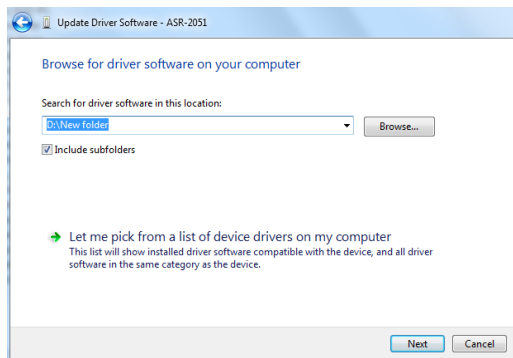 Update Driver Software - ASR-2051
Browse for driver software on your computer
Search for driver software in this location:
D:\New folder
Browse...
Include subfolders
Let me pick from a list of device drivers on my computer
This list will show installed driver software compatible with the device, and all driver
software in the same category as the device.
Next
Cancel